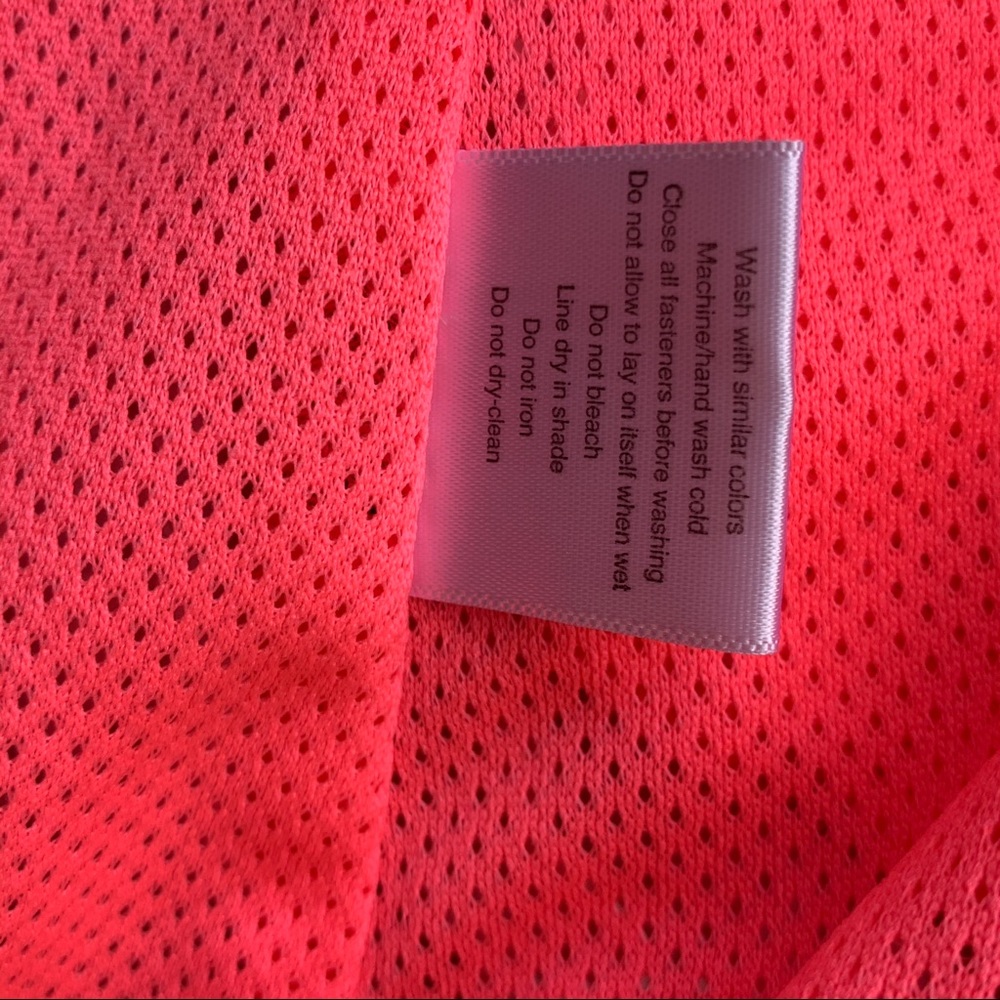 Wash with similar colors
Machine/hand wash cold
Close all fasteners before washing
Do not allow to lay on itself when wet
Do not bleach
Line dry in shade
Do not iron
Do not dry-clean